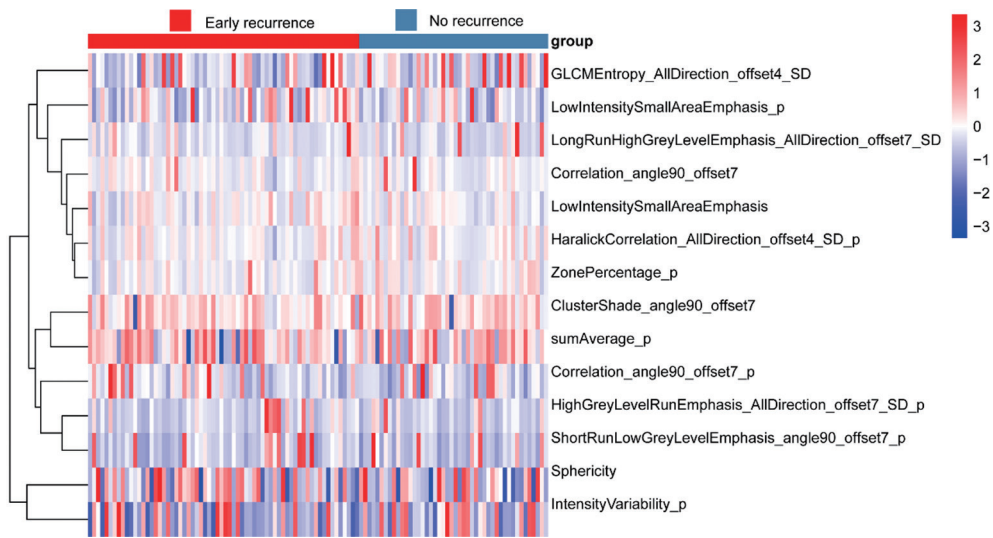 Early recurrence
No recurrence
group
GLCMEntropy_AllDirection_offset4_SD
LowIntensitySmallAreaEmphasis_p
LongRunHighGreyLevelEmphasis_AllDirection_offset7_SD
Correlation_angle90_offset7
LowIntensitySmallAreaEmphasis
HaralickCorrelation_AllDirection_offset4_SD_p
ZonePercentage_p
ClusterShade_angle90_offset7
sumAverage_p
Correlation_angle90_offset7_p
HighGreyLevelRunEmphasis_AllDirection_offset7_SD_p
ShortRunLowGreyLevelEmphasis_angle90_offset7_p
Sphericity
IntensityVariability_p
3
2
1
0
−1
−2
−3